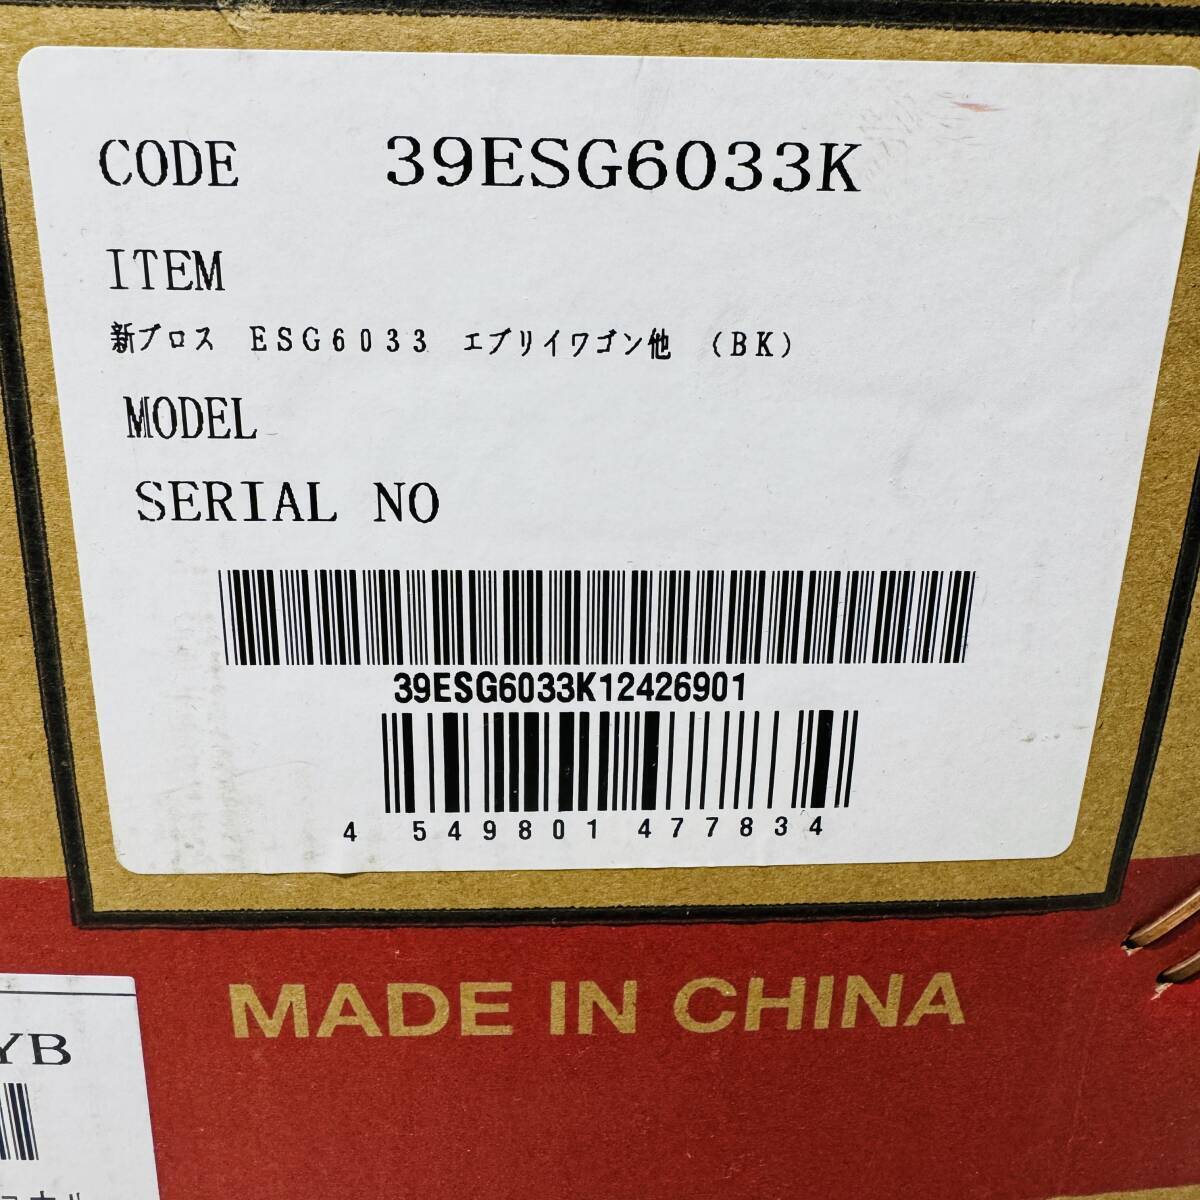 CODE 39ESG6033K
ITEM
新ブロス ESG6033 エブリイワゴン他 (BK)
MODEL
SERIAL NO
39ESG6033K12426901
4 549801 477834
MADE IN CHINA
YB